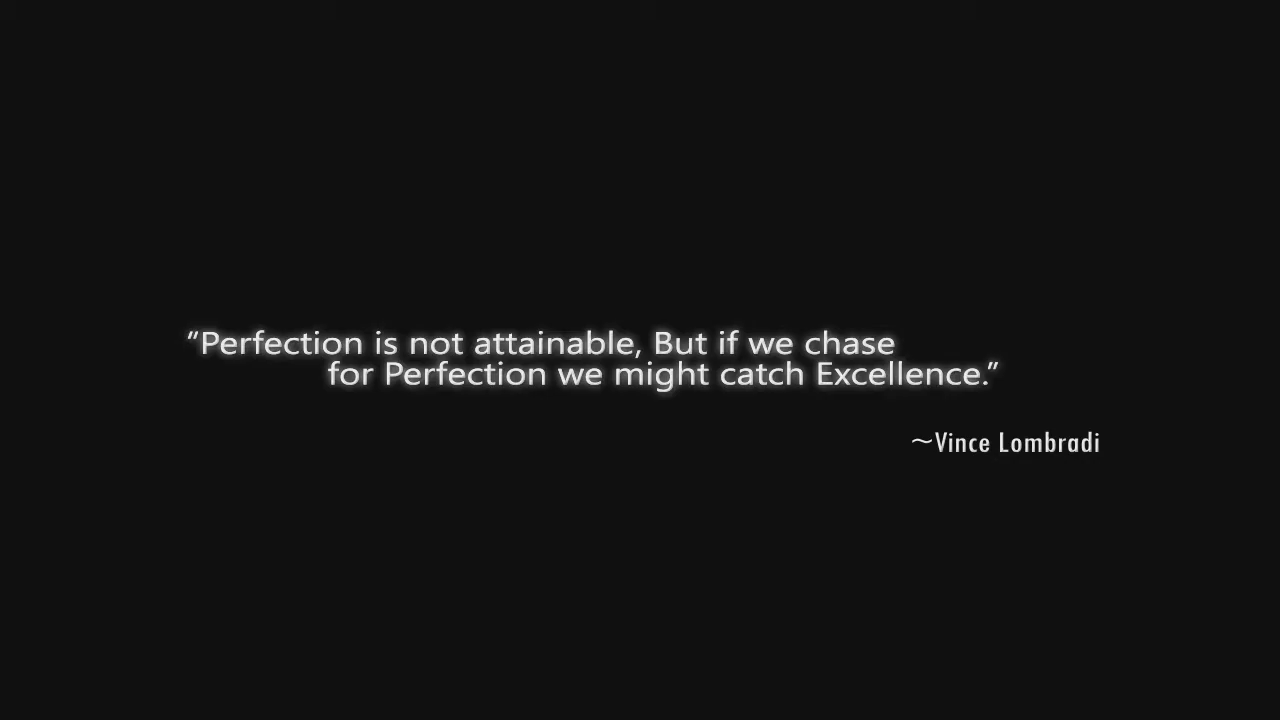 “Perfection is not attainable, But if we chase
for Perfection we might catch Excellence.”
~Vince Lombradi